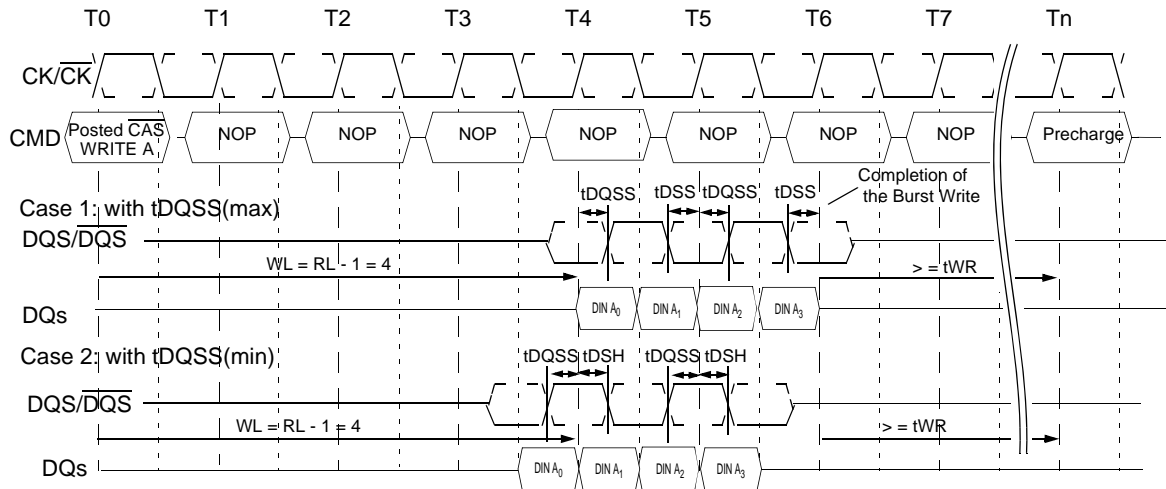 T0 T1 T2 T3 T4 T5 T6 T7 Tn
CK/CK
CMD
Posted CAS
WRITE A
NOP NOP NOP NOP NOP NOP NOP Precharge
Completion of
the Burst Write
tDQSS tDSS tDQSS tDSS
Case 1: with tDQSS(max)
DQS/DQS
WL = RL - 1 = 4
> = tWR
DQs
DIN A0 DIN A1 DIN A2 DIN A3
Case 2: with tDQSS(min)
tDQSS tDSH tDQSS tDSH
DQS/DQS
WL = RL - 1 = 4
> = tWR
DQs
DIN A0 DIN A1 DIN A2 DIN A3